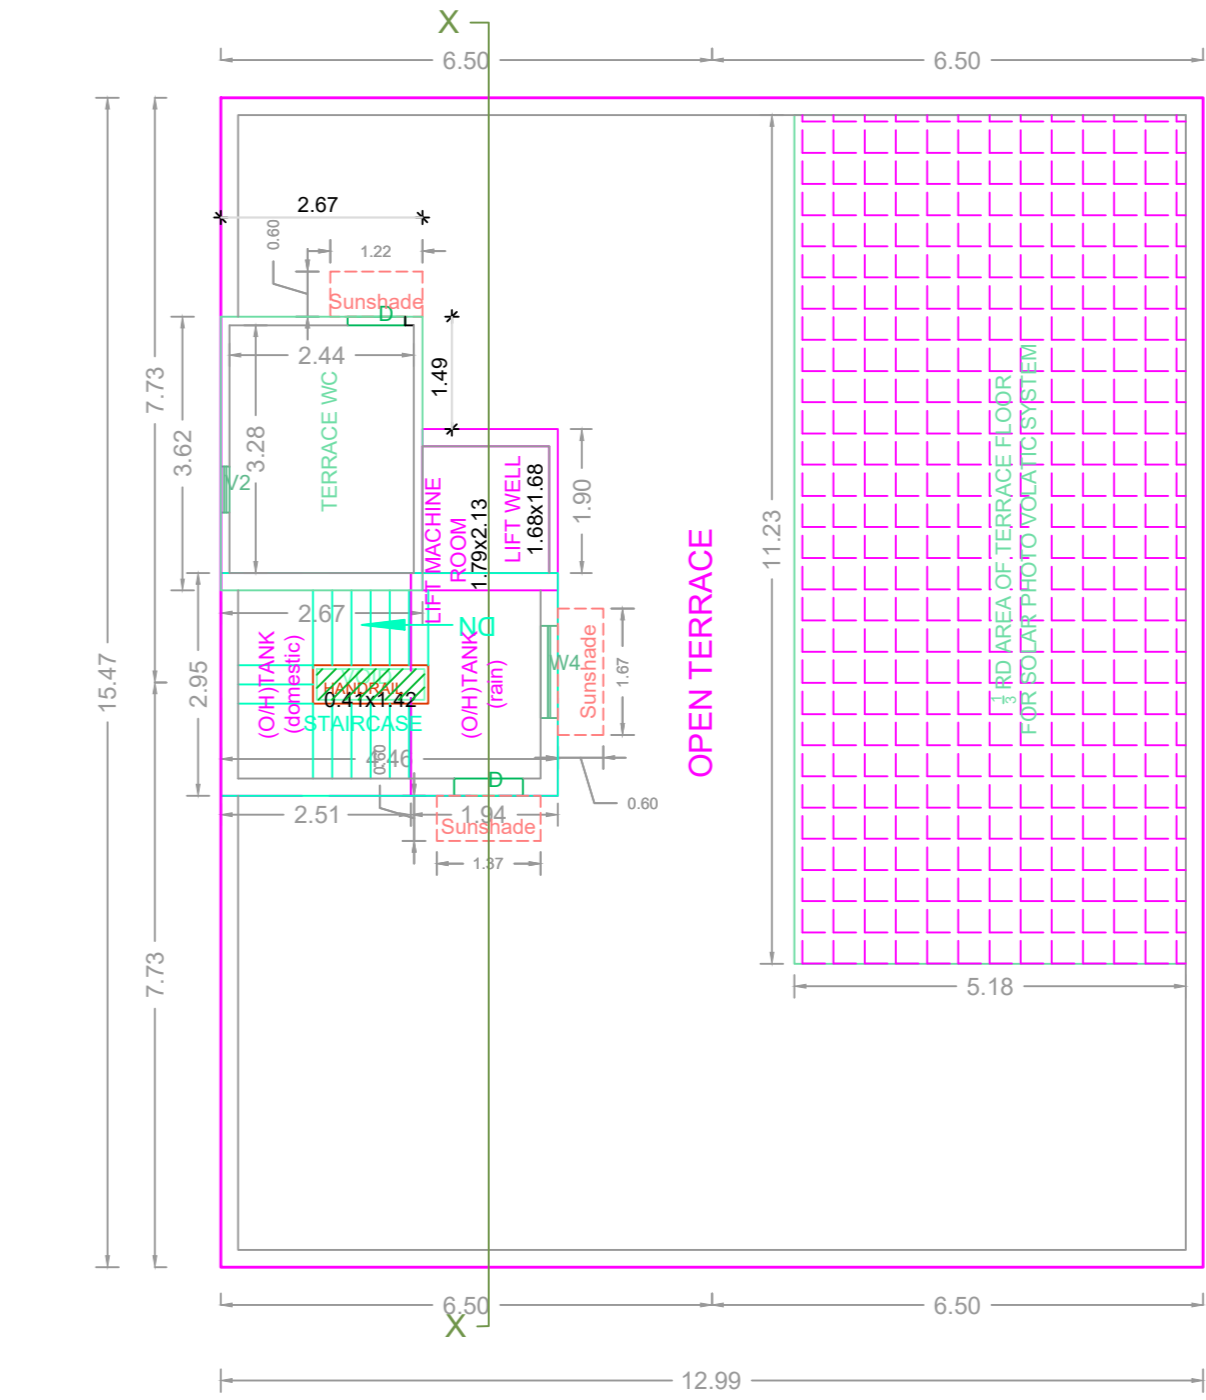 X
6.50
6.50
2.67
0.60
1.22
Sunshade
D
L
2.44
1.49
7.73
3.62
3.28
TERRACE WC
V2
LIFT MACHINE
ROOM
1.79x2.13
LIFT WELL
1.68x1.68
1.90
11.23
OPEN TERRACE
1/3 RD AREA OF TERRACE FLOOR
FOR SOLAR PHOTO VOLATIC SYSTEM
15.47
2.95
2.67
DN
(O/H)TANK
(domestic)
HANDRAIL
0.41x1.42
STAIRCASE
(O/H)TANK
(rain)
W4
Sunshade
1.67
4.46
0.60
D
0.60
2.51
1.94
Sunshade
1.37
7.73
5.18
6.50
6.50
X
12.99